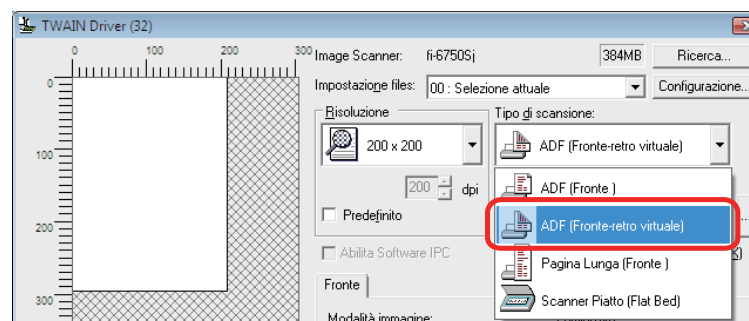 TWAIN Driver (32)
0 100 200 300
Image Scanner: fi-6750Sj 384MB Ricerca...
Impostazione files: 00 : Selezione attuale Configurazione...
0
Risoluzione Tipo di scansione:
200 x 200 ADF (Fronte-retro virtuale)
100
200 dpi ADF (Fronte )
Predefinito ADF (Fronte-retro virtuale) ...
200
Abilita Software IPC Pagina Lunga (Fronte )
Fronte Scanner Piatto (Flat Bed)
300
Modalità immagine: